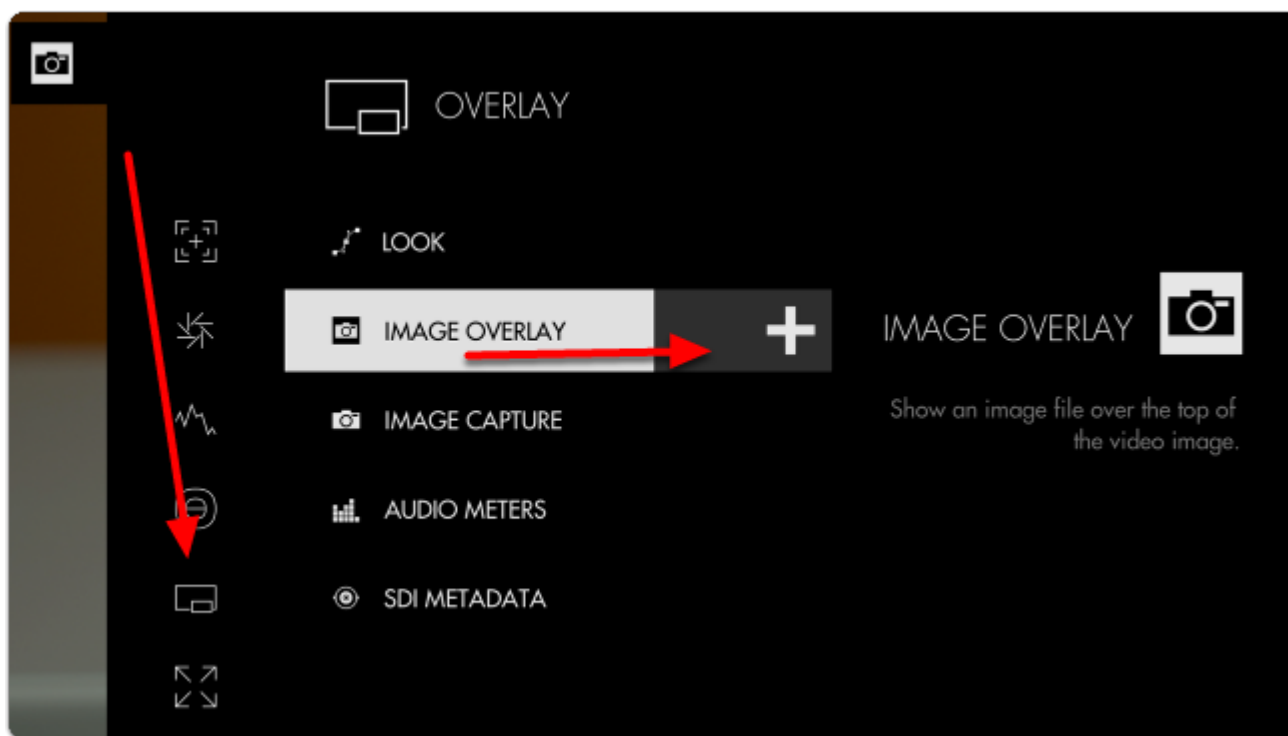 OVERLAY
LOOK
IMAGE OVERLAY
IMAGE OVERLAY
Show an image file over the top of
the video image.
IMAGE CAPTURE
AUDIO METERS
SDI METADATA